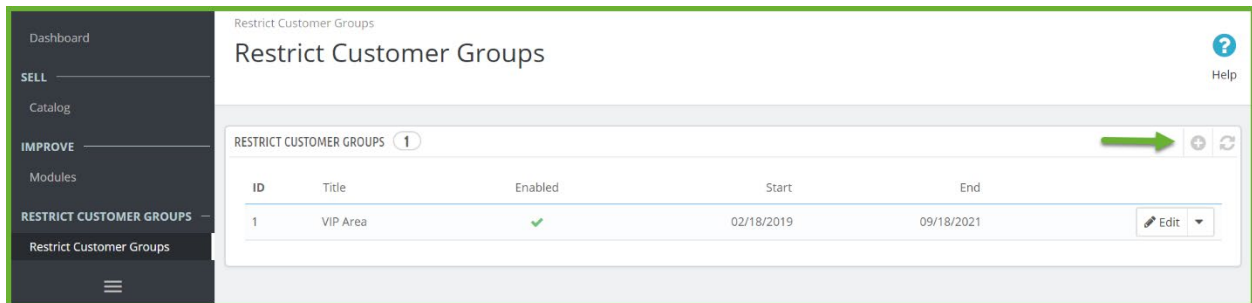 Dashboard
SELL
Catalog
IMPROVE
Modules
RESTRICT CUSTOMER GROUPS
Restrict Customer Groups
Restrict Customer Groups
Restrict Customer Groups
?
Help
RESTRICT CUSTOMER GROUPS 1
ID Title Enabled Start End
1 VIP Area 02/18/2019 09/18/2021 Edit